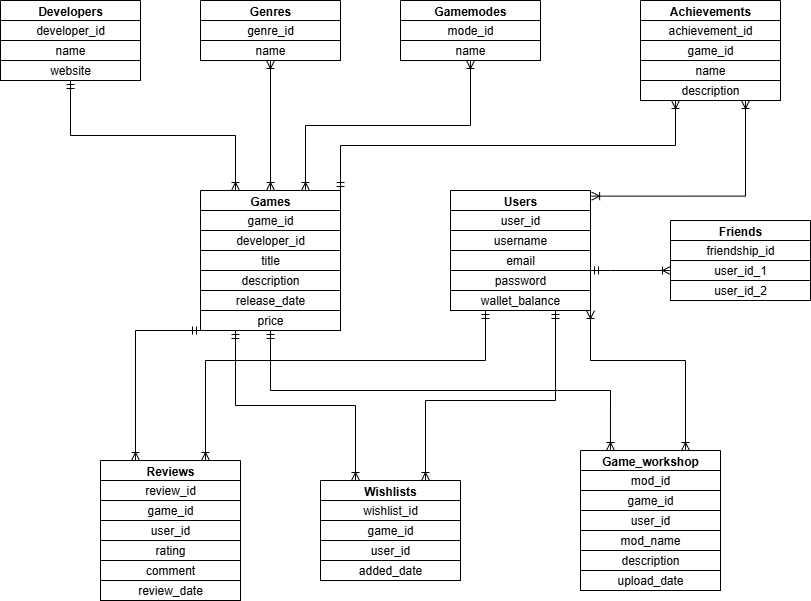 Developers
developer_id
name
website
Genres
genre_id
name
Gamemodes
mode_id
name
Achievements
achievement_id
game_id
name
description
Games
game_id
developer_id
title
description
release_date
price
Users
user_id
username
email
password
wallet_balance
Friends
friendship_id
user_id_1
user_id_2
Reviews
review_id
game_id
user_id
rating
comment
review_date
Wishlists
wishlist_id
game_id
user_id
added_date
Game_workshop
mod_id
game_id
user_id
mod_name
description
upload_date